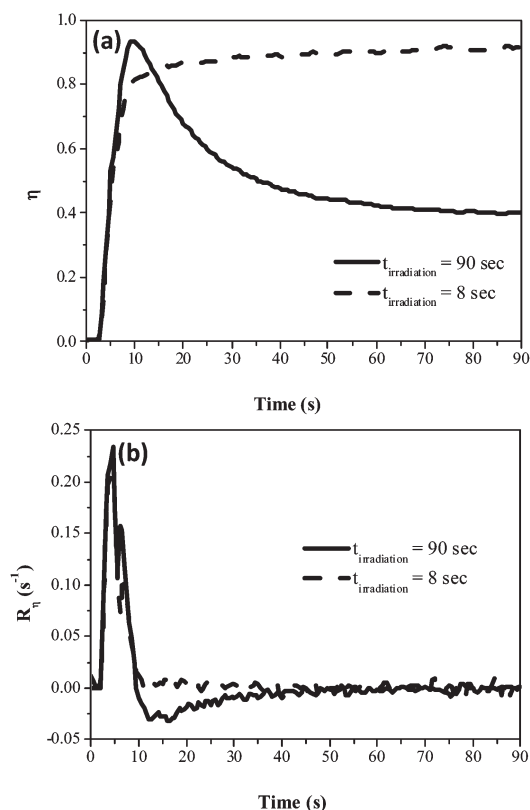 (a)
1.0
0.8
0.6
0.4
0.2
0.0
η
t_irradiation = 90 sec
t_irradiation = 8 sec
0 10 20 30 40 50 60 70 80 90
Time (s)
(b)
0.25
0.20
0.15
0.10
0.05
0.00
-0.05
R_η (s^-1)
t_irradiation = 90 sec
t_irradiation = 8 sec
0 10 20 30 40 50 60 70 80 90
Time (s)